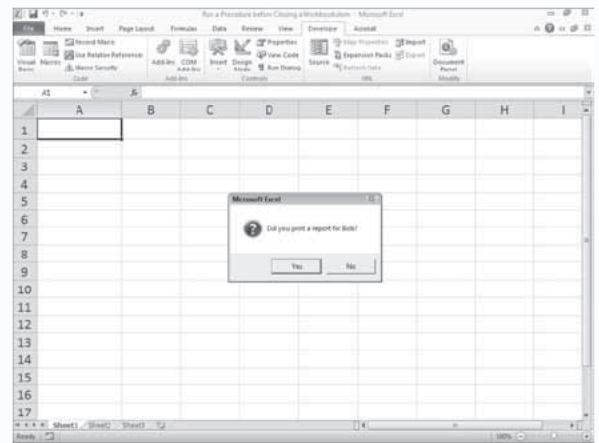 Run a Procedure before Closing a Workbook.xlsm - Microsoft Excel
File Home Insert Page Layout Formulas Data Review View Developer Acrobat
Visual Basic
Macros
Record Macro
Use Relative References
Macro Security
Code
Add-Ins
COM Add-Ins
Add-Ins
Insert
Design Mode
Properties
View Code
Run Dialog
Controls
Source
Map Properties
Expansion Packs
Refresh Data
Import
Export
XML
Document Panel
Modify
A1 fx
A B C D E F G H I
1
2
3
4
5
6
7
8
9
10
11
12
13
14
15
16
17
Microsoft Excel
Did you print a report for Bob?
Yes No
Sheet1 Sheet2 Sheet3
Ready 100%